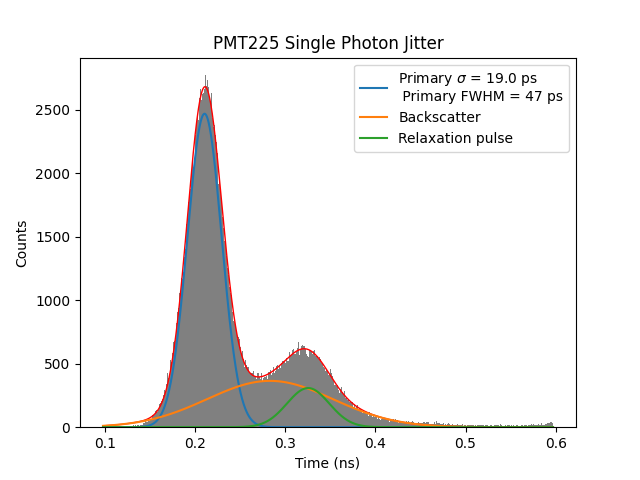 PMT225 Single Photon Jitter
Primary σ = 19.0 ps
Primary FWHM = 47 ps
Backscatter
Relaxation pulse
Counts
2500
2000
1500
1000
500
0
0.1 0.2 0.3 0.4 0.5 0.6
Time (ns)